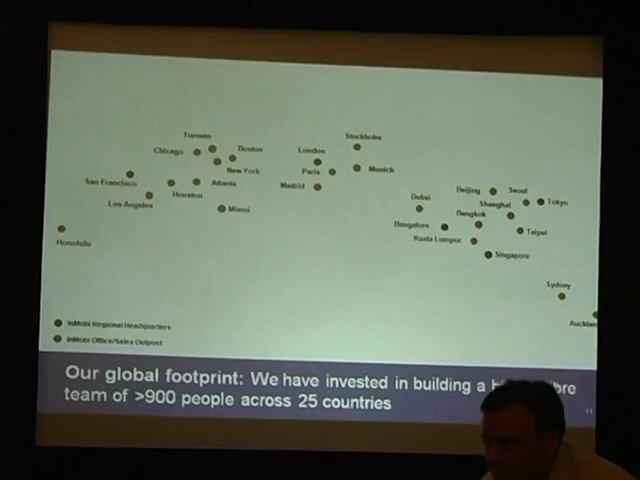 Stockholm
Toronto
Chicago
Boston
London
New York
Paris
Munich
San Francisco
Atlanta
Madrid
Houston
Los Angeles
Miami
Dubai
Beijing
Seoul
Tokyo
Shanghai
Bangkok
Bangalore
Taipei
Kuala Lumpur
Honolulu
Singapore
Sydney
Auckland
InMobi Regional Headquarters
InMobi Office/Sales Outpost
Our global footprint: We have invested in building a
team of >900 people across 25 countries
11